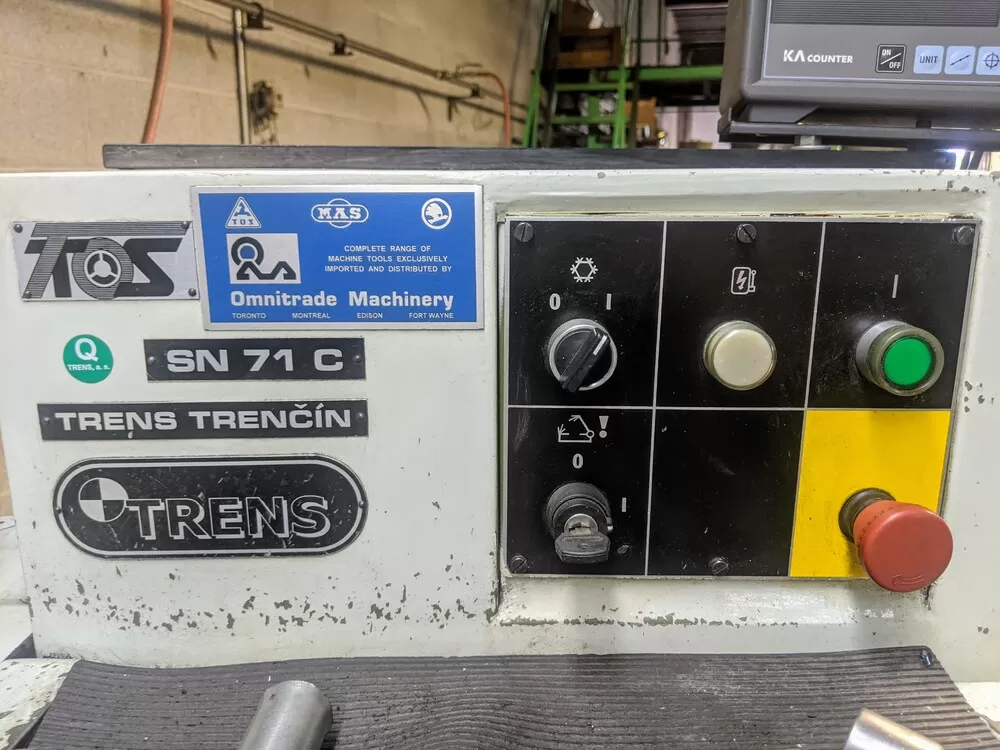 KA COUNTER
ON
OFF
UNIT
TOS
TOS
MAS
COMPLETE RANGE OF
MACHINE TOOLS EXCLUSIVELY
IMPORTED AND DISTRIBUTED BY
Omnitrade Machinery
TORONTO MONTREAL EDISON FORT WAYNE
Q
TRENS, a. s.
SN 71 C
TRENS TRENČÍN
TRENS
0 I
I
!
0
I